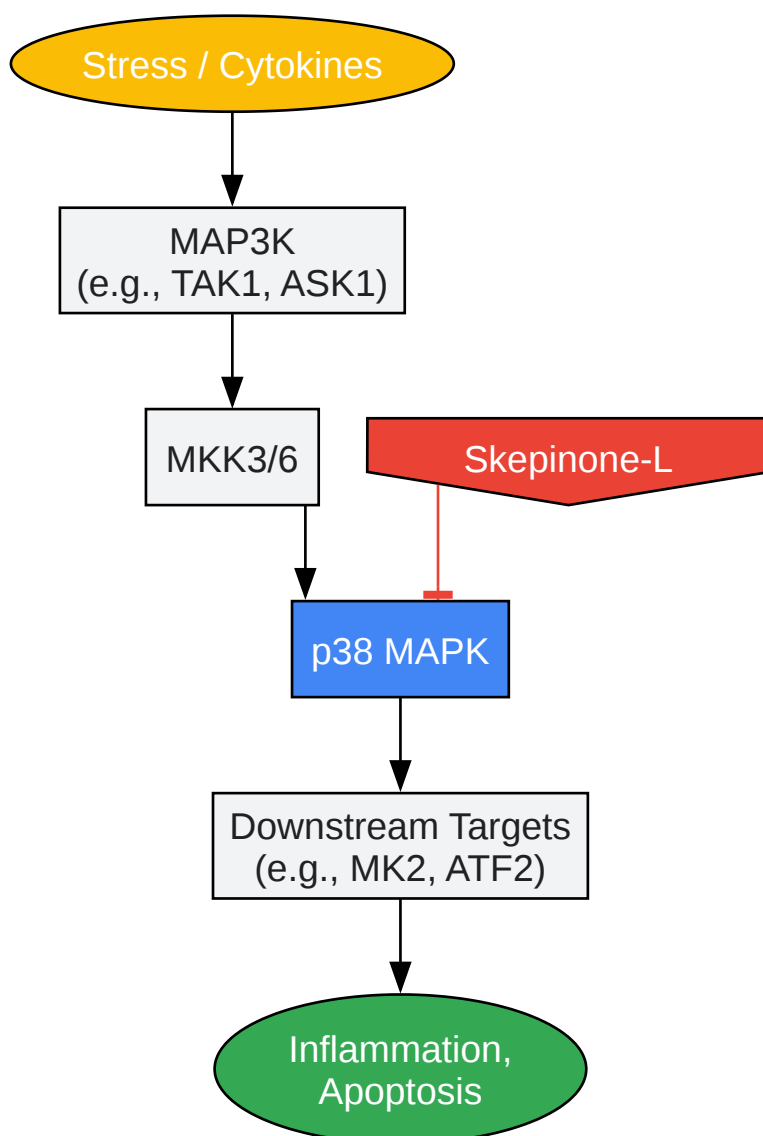 Stress / Cytokines
MAP3K
(e.g., TAK1, ASK1)
MKK3/6
Skepinone-L
p38 MAPK
Downstream Targets
(e.g., MK2, ATF2)
Inflammation,
Apoptosis